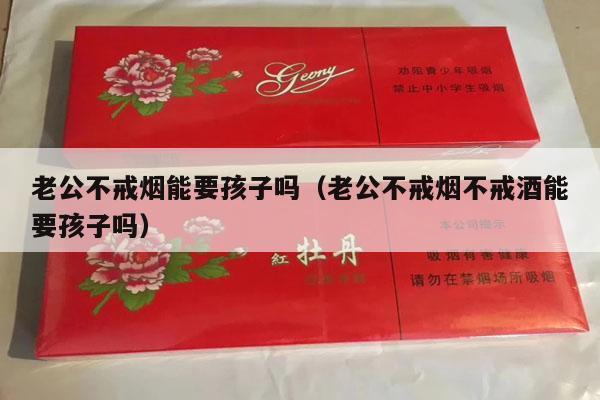 Geony
劝阻青少年吸烟
禁止中小学生吸烟
老公不戒烟能要孩子吗（老公不戒烟不戒酒能
要孩子吗）
本公司提示
紅牡丹
吸烟有害健康
请勿在禁烟场所吸烟